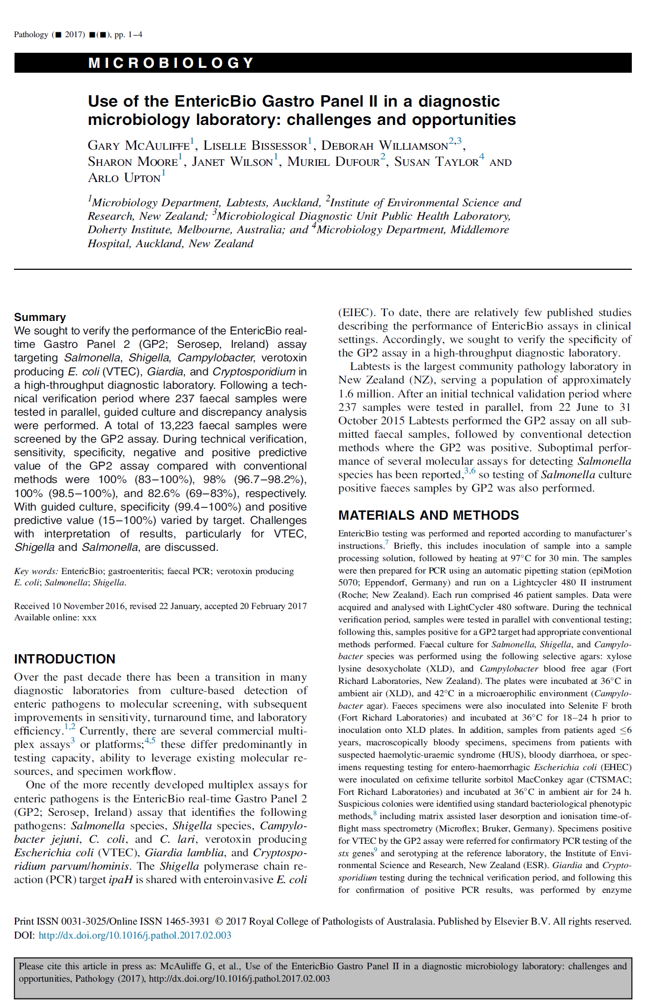 Pathology (■ 2017) ■(■), pp. 1–4
MICROBIOLOGY
Use of the EntericBio Gastro Panel II in a diagnostic
microbiology laboratory: challenges and opportunities
Gary McAuliffe1, Liselle Bissessor1, Deborah Williamson2,3,
Sharon Moore1, Janet Wilson1, Muriel Dufour2, Susan Taylor4 and
Arlo Upton1
1Microbiology Department, Labtests, Auckland, 2Institute of Environmental Science and
Research, New Zealand; 3Microbiological Diagnostic Unit Public Health Laboratory,
Doherty Institute, Melbourne, Australia; and 4Microbiology Department, Middlemore
Hospital, Auckland, New Zealand
Summary
We sought to verify the performance of the EntericBio real-
time Gastro Panel 2 (GP2; Serosep, Ireland) assay
targeting Salmonella, Shigella, Campylobacter, verotoxin
producing E. coli (VTEC), Giardia, and Cryptosporidium in
a high-throughput diagnostic laboratory. Following a tech-
nical verification period where 237 faecal samples were
tested in parallel, guided culture and discrepancy analysis
were performed. A total of 13,223 faecal samples were
screened by the GP2 assay. During technical verification,
sensitivity, specificity, negative and positive predictive
value of the GP2 assay compared with conventional
methods were 100% (83–100%), 98% (96.7–98.2%),
100% (98.5–100%), and 82.6% (69–83%), respectively.
With guided culture, specificity (99.4–100%) and positive
predictive value (15–100%) varied by target. Challenges
with interpretation of results, particularly for VTEC,
Shigella and Salmonella, are discussed.
Key words: EntericBio; gastroenteritis; faecal PCR; verotoxin producing
E. coli; Salmonella; Shigella.
Received 10 November 2016, revised 22 January, accepted 20 February 2017
Available online: xxx
INTRODUCTION
Over the past decade there has been a transition in many
diagnostic laboratories from culture-based detection of
enteric pathogens to molecular screening, with subsequent
improvements in sensitivity, turnaround time, and laboratory
efficiency.1,2 Currently, there are several commercial multi-
plex assays3 or platforms;4,5 these differ predominantly in
testing capacity, ability to leverage existing molecular re-
sources, and specimen workflow.
One of the more recently developed multiplex assays for
enteric pathogens is the EntericBio real-time Gastro Panel 2
(GP2; Serosep, Ireland) assay that identifies the following
pathogens: Salmonella species, Shigella species, Campylo-
bacter jejuni, C. coli, and C. lari, verotoxin producing
Escherichia coli (VTEC), Giardia lamblia, and Cryptospo-
ridium parvum/hominis. The Shigella polymerase chain re-
action (PCR) target ipaH is shared with enteroinvasive E. coli
(EIEC). To date, there are relatively few published studies
describing the performance of EntericBio assays in clinical
settings. Accordingly, we sought to verify the specificity of
the GP2 assay in a high-throughput diagnostic laboratory.
Labtests is the largest community pathology laboratory in
New Zealand (NZ), serving a population of approximately
1.6 million. After an initial technical validation period where
237 samples were tested in parallel, from 22 June to 31
October 2015 Labtests performed the GP2 assay on all sub-
mitted faecal samples, followed by conventional detection
methods where the GP2 was positive. Suboptimal perfor-
mance of several molecular assays for detecting Salmonella
species has been reported,3,6 so testing of Salmonella culture
positive faeces samples by GP2 was also performed.
MATERIALS AND METHODS
EntericBio testing was performed and reported according to manufacturer's
instructions.7 Briefly, this includes inoculation of sample into a sample
processing solution, followed by heating at 97°C for 30 min. The samples
were then prepared for PCR using an automatic pipetting station (epiMotion
5070; Eppendorf, Germany) and run on a Lightcycler 480 II instrument
(Roche; New Zealand). Each run comprised 46 patient samples. Data were
acquired and analysed with LightCycler 480 software. During the technical
verification period, samples were tested in parallel with conventional testing;
following this, samples positive for a GP2 target had appropriate conventional
methods performed. Faecal culture for Salmonella, Shigella, and Campylo-
bacter species was performed using the following selective agars: xylose
lysine desoxycholate (XLD), and Campylobacter blood free agar (Fort
Richard Laboratories, New Zealand). The plates were incubated at 36°C in
ambient air (XLD), and 42°C in a microaerophilic environment (Campylo-
bacter agar). Faeces specimens were also inoculated into Selenite F broth
(Fort Richard Laboratories) and incubated at 36°C for 18–24 h prior to
inoculation onto XLD plates. In addition, samples from patients aged ≤6
years, macroscopically bloody specimens, specimens from patients with
suspected haemolytic-uraemic syndrome (HUS), bloody diarrhoea, or spec-
imens requesting testing for entero-haemorrhagic Escherichia coli (EHEC)
were inoculated on cefixime tellurite sorbitol MacConkey agar (CTSMAC;
Fort Richard Laboratories) and incubated at 36°C in ambient air for 24 h.
Suspicious colonies were identified using standard bacteriological phenotypic
methods,8 including matrix assisted laser desorption and ionisation time-of-
flight mass spectrometry (Microflex; Bruker, Germany). Specimens positive
for VTEC by the GP2 assay were referred for confirmatory PCR testing of the
stx genes9 and serotyping at the reference laboratory, the Institute of Envi-
ronmental Science and Research, New Zealand (ESR). Giardia and Crypto-
sporidium testing during the technical verification period, and following this
for confirmation of positive PCR results, was performed by enzyme
Print ISSN 0031-3025/Online ISSN 1465-3931 © 2017 Royal College of Pathologists of Australasia. Published by Elsevier B.V. All rights reserved.
DOI: http://dx.doi.org/10.1016/j.pathol.2017.02.003
Please cite this article in press as: McAuliffe G, et al., Use of the EntericBio Gastro Panel II in a diagnostic microbiology laboratory: challenges and
opportunities, Pathology (2017), http://dx.doi.org/10.1016/j.pathol.2017.02.003